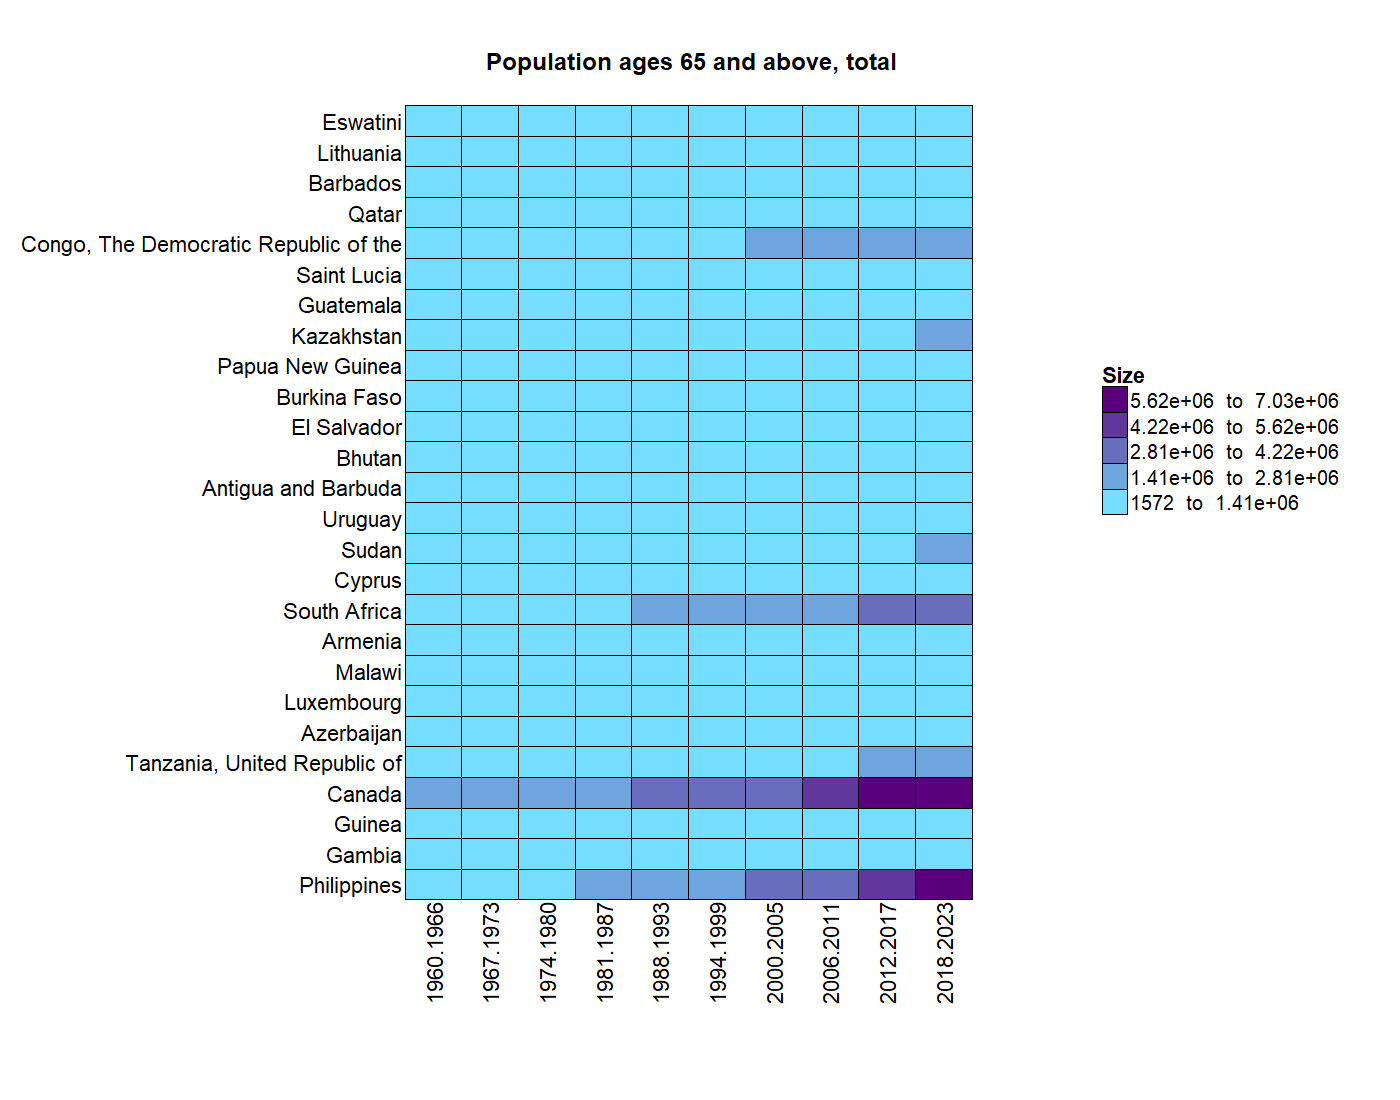 Population ages 65 and above, total
Eswatini
Lithuania
Barbados
Qatar
Congo, The Democratic Republic of the
Saint Lucia
Guatemala
Kazakhstan
Papua New Guinea
Burkina Faso
El Salvador
Bhutan
Antigua and Barbuda
Uruguay
Sudan
Cyprus
South Africa
Armenia
Malawi
Luxembourg
Azerbaijan
Tanzania, United Republic of
Canada
Guinea
Gambia
Philippines
1960.1966
1967.1973
1974.1980
1981.1987
1988.1993
1994.1999
2000.2005
2006.2011
2012.2017
2018.2023
Size
5.62e+06 to 7.03e+06
4.22e+06 to 5.62e+06
2.81e+06 to 4.22e+06
1.41e+06 to 2.81e+06
1572 to 1.41e+06